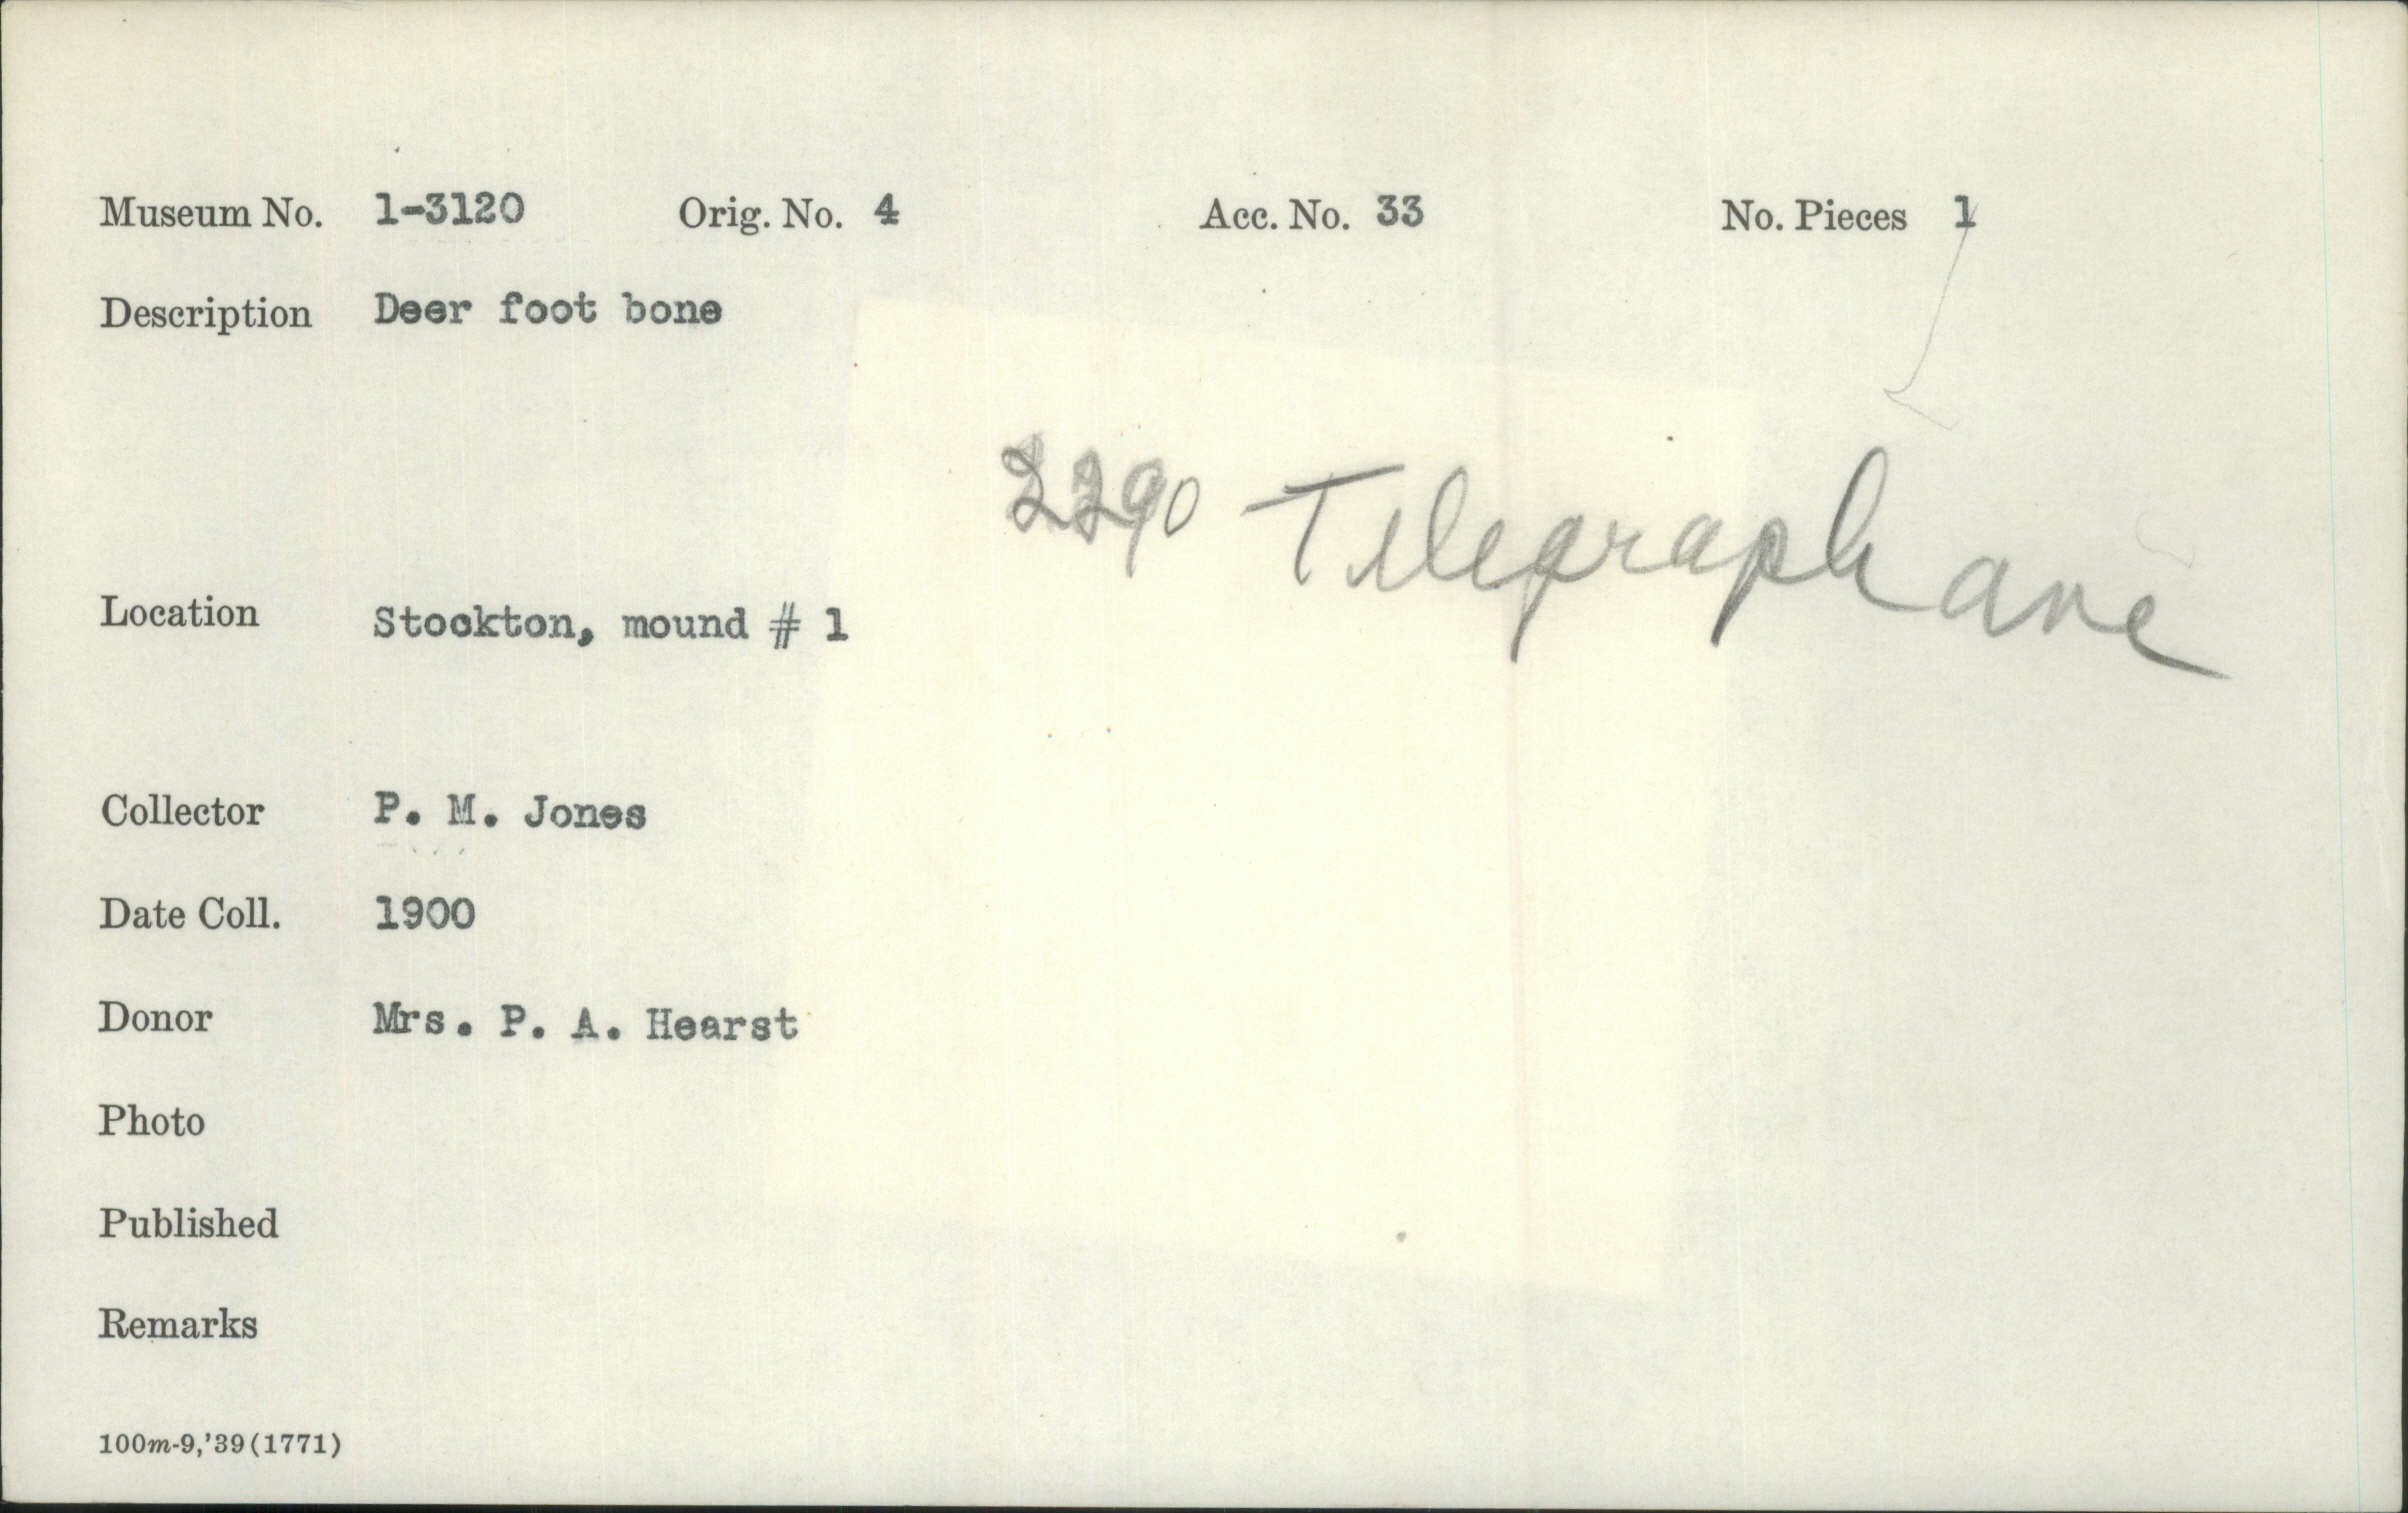 Museum No. 1-3120 Orig. No. 4 Acc. No. 33 No. Pieces 1
Description Deer foot bone
2290 Telegraph ave
Location Stockton, mound # 1
Collector P. M. Jones
Date Coll. 1900
Donor Mrs. P. A. Hearst
Photo
Published
Remarks
100m-9,'39(1771)